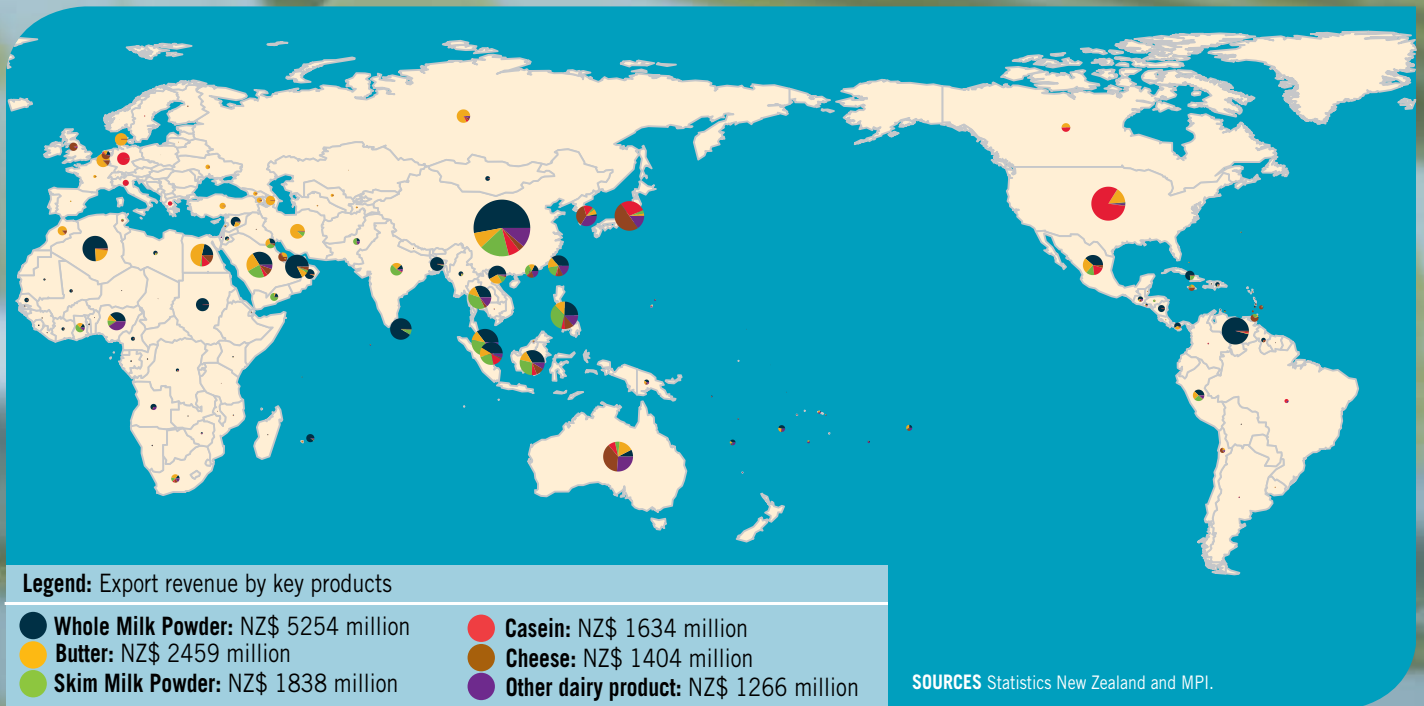 Legend: Export revenue by key products
Whole Milk Powder: NZ$ 5254 million
Butter: NZ$ 2459 million
Skim Milk Powder: NZ$ 1838 million
Casein: NZ$ 1634 million
Cheese: NZ$ 1404 million
Other dairy product: NZ$ 1266 million
SOURCES Statistics New Zealand and MPI.